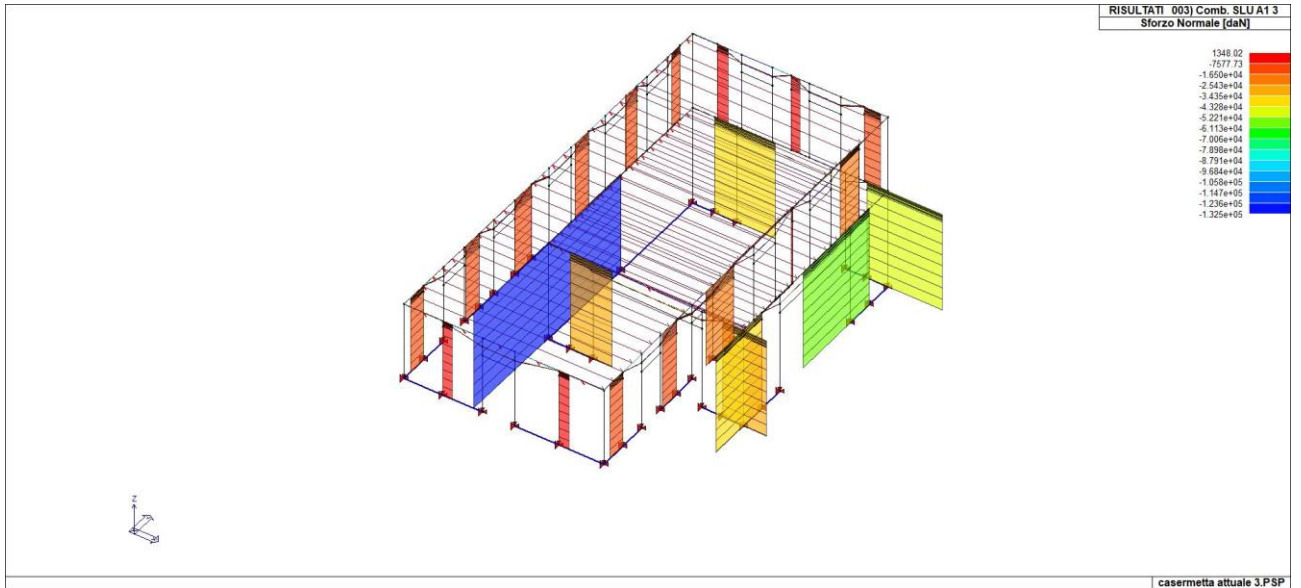 RISULTATI 003) Comb. SLU A1 3
Sforzo Normale [daN]
1348.02
-7577.73
-1.650e+04
-2.543e+04
-3.435e+04
-4.328e+04
-5.221e+04
-6.113e+04
-7.006e+04
-7.898e+04
-8.791e+04
-9.684e+04
-1.058e+05
-1.147e+05
-1.236e+05
-1.325e+05
Z
casermetta attuale 3.PSP